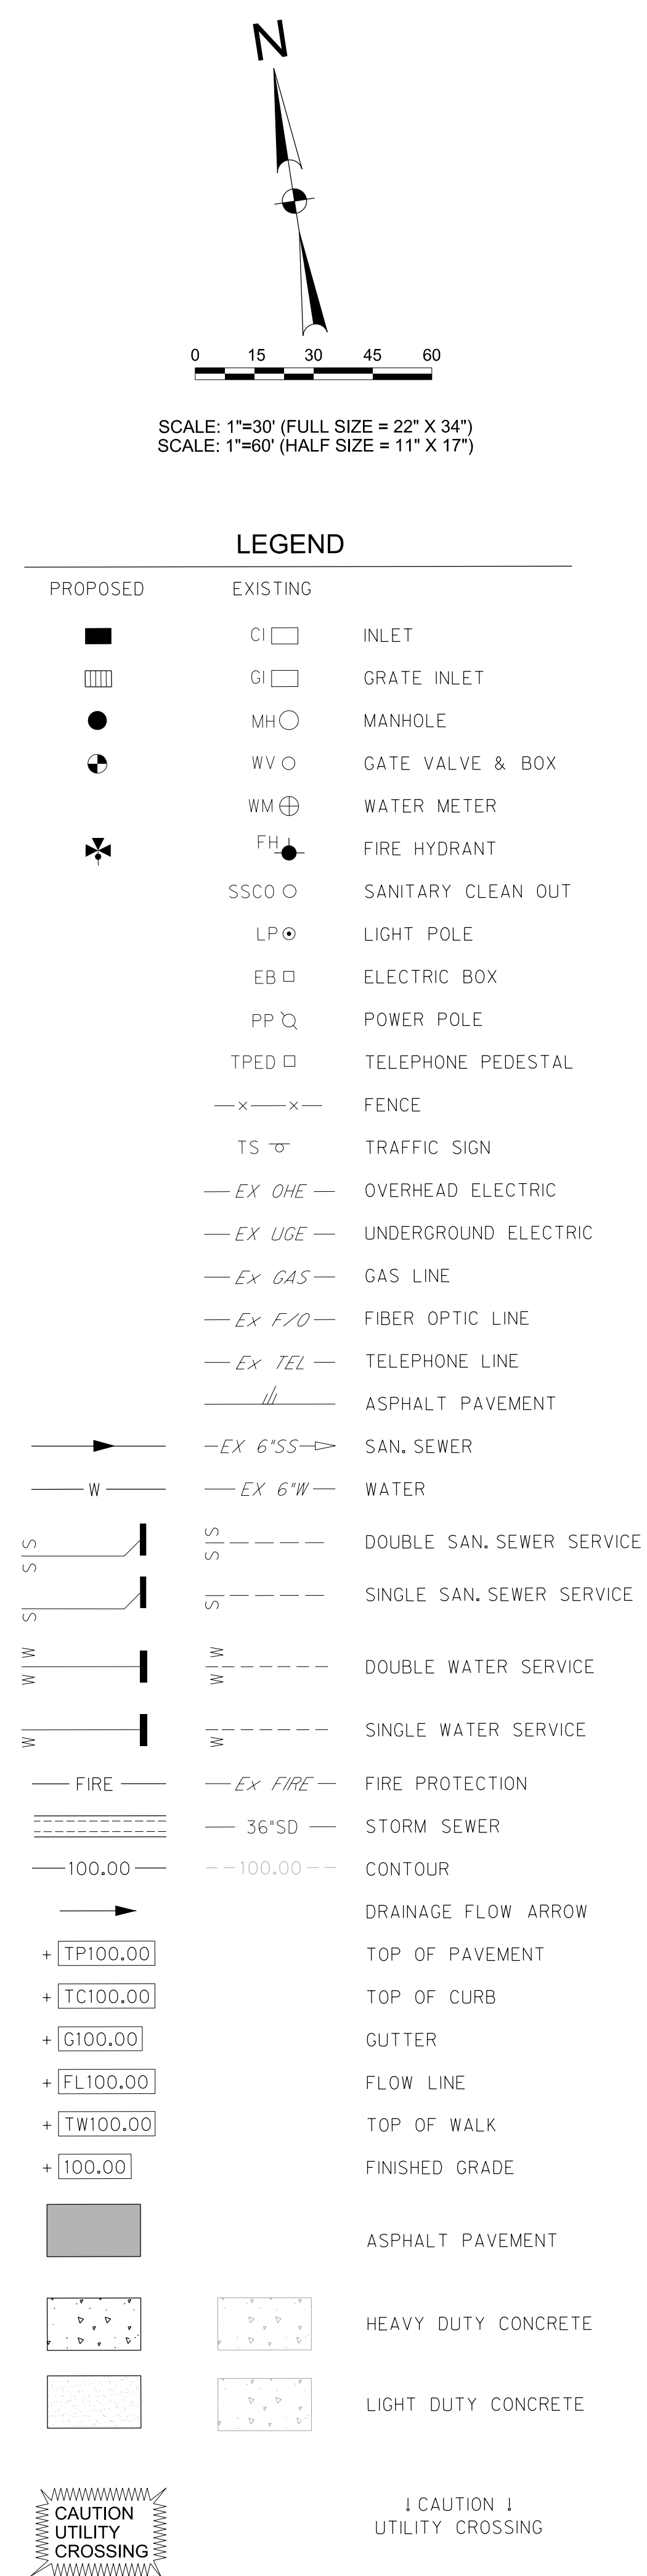 N
0 15 30 45 60
SCALE: 1"=30' (FULL SIZE = 22" X 34")
SCALE: 1"=60' (HALF SIZE = 11" X 17")
LEGEND
PROPOSED EXISTING
CI INLET
GI GRATE INLET
MH MANHOLE
WV GATE VALVE & BOX
WM WATER METER
FH FIRE HYDRANT
SSCO SANITARY CLEAN OUT
LP LIGHT POLE
EB ELECTRIC BOX
PP POWER POLE
TPED TELEPHONE PEDESTAL
FENCE
TS TRAFFIC SIGN
EX OHE OVERHEAD ELECTRIC
EX UGE UNDERGROUND ELECTRIC
Ex GAS GAS LINE
Ex F/O FIBER OPTIC LINE
Ex TEL TELEPHONE LINE
ASPHALT PAVEMENT
EX 6"SS SAN. SEWER
W EX 6"W WATER
S S S S DOUBLE SAN. SEWER SERVICE
S S SINGLE SAN. SEWER SERVICE
W W W W DOUBLE WATER SERVICE
W W SINGLE WATER SERVICE
FIRE Ex FIRE FIRE PROTECTION
36"SD STORM SEWER
100.00 100.00 CONTOUR
DRAINAGE FLOW ARROW
+ TP100.00 TOP OF PAVEMENT
+ TC100.00 TOP OF CURB
+ G100.00 GUTTER
+ FL100.00 FLOW LINE
+ TW100.00 TOP OF WALK
+ 100.00 FINISHED GRADE
ASPHALT PAVEMENT
HEAVY DUTY CONCRETE
LIGHT DUTY CONCRETE
CAUTION
UTILITY
CROSSING
! CAUTION !
UTILITY CROSSING